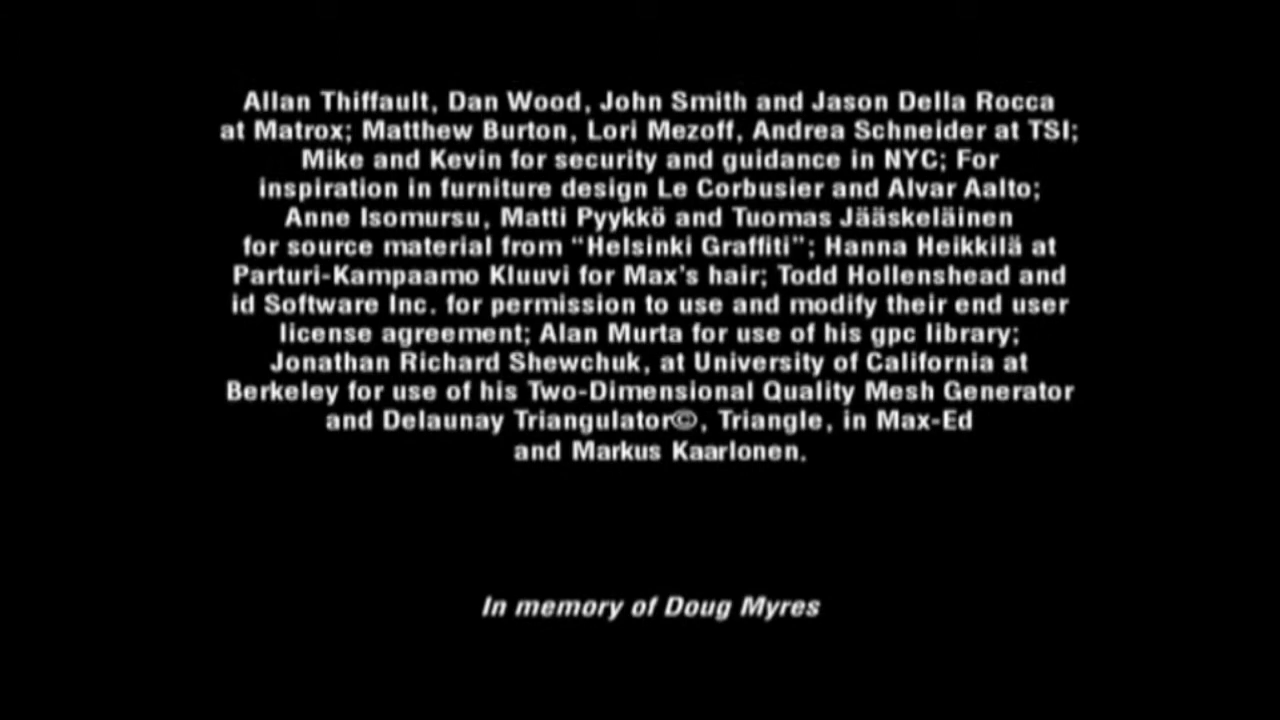 Allan Thiffault, Dan Wood, John Smith and Jason Della Rocca
at Matrox; Matthew Burton, Lori Mezoff, Andrea Schneider at TSI;
Mike and Kevin for security and guidance in NYC; For
inspiration in furniture design Le Corbusier and Alvar Aalto;
Anne Isomursu, Matti Pyykkö and Tuomas Jääskeläinen
for source material from "Helsinki Graffiti"; Hanna Heikkilä at
Parturi-Kampaamo Kluuvi for Max's hair; Todd Hollenshead and
id Software Inc. for permission to use and modify their end user
license agreement; Alan Murta for use of his gpc library;
Jonathan Richard Shewchuk, at University of California at
Berkeley for use of his Two-Dimensional Quality Mesh Generator
and Delaunay Triangulator©, Triangle, in Max-Ed
and Markus Kaarlonen.
In memory of Doug Myres